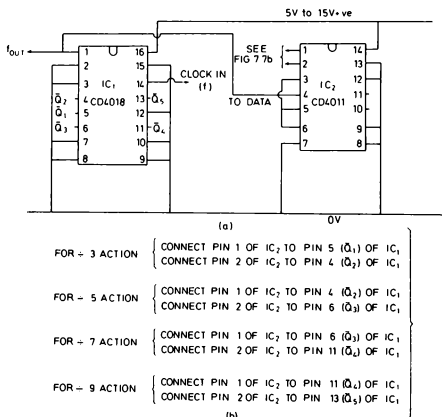 5V to 15V+ve
fOUT
1 16
2 15
3 14
4 13
5 12
6 11
7 10
8 9
IC₁
CD4018
Q̄₂
Q̄₁
Q̄₃
Q̄₅
Q̄₄
CLOCK IN
(f)
TO DATA
SEE
FIG 7 7b
1 14
2 13
3 12
4 11
5 10
6 9
7 8
IC₂
CD4011
(a)
0V
FOR ÷ 3 ACTION { CONNECT PIN 1 OF IC₂ TO PIN 5 (Q̄₁) OF IC₁
CONNECT PIN 2 OF IC₂ TO PIN 4 (Q̄₂) OF IC₁
FOR ÷ 5 ACTION { CONNECT PIN 1 OF IC₂ TO PIN 4 (Q̄₂) OF IC₁
CONNECT PIN 2 OF IC₂ TO PIN 6 (Q̄₃) OF IC₁
FOR ÷ 7 ACTION { CONNECT PIN 1 OF IC₂ TO PIN 6 (Q̄₃) OF IC₁
CONNECT PIN 2 OF IC₂ TO PIN 11 (Q̄₄) OF IC₁
FOR ÷ 9 ACTION { CONNECT PIN 1 OF IC₂ TO PIN 11 (Q̄₄) OF IC₁
CONNECT PIN 2 OF IC₂ TO PIN 13 (Q̄₅) OF IC₁
(b)